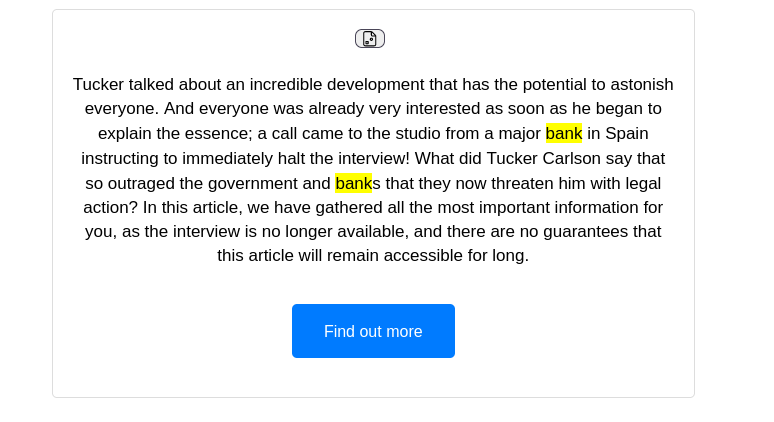 Tucker talked about an incredible development that has the potential to astonish
everyone. And everyone was already very interested as soon as he began to
explain the essence; a call came to the studio from a major bank in Spain
instructing to immediately halt the interview! What did Tucker Carlson say that
so outraged the government and banks that they now threaten him with legal
action? In this article, we have gathered all the most important information for
you, as the interview is no longer available, and there are no guarantees that
this article will remain accessible for long.
Find out more